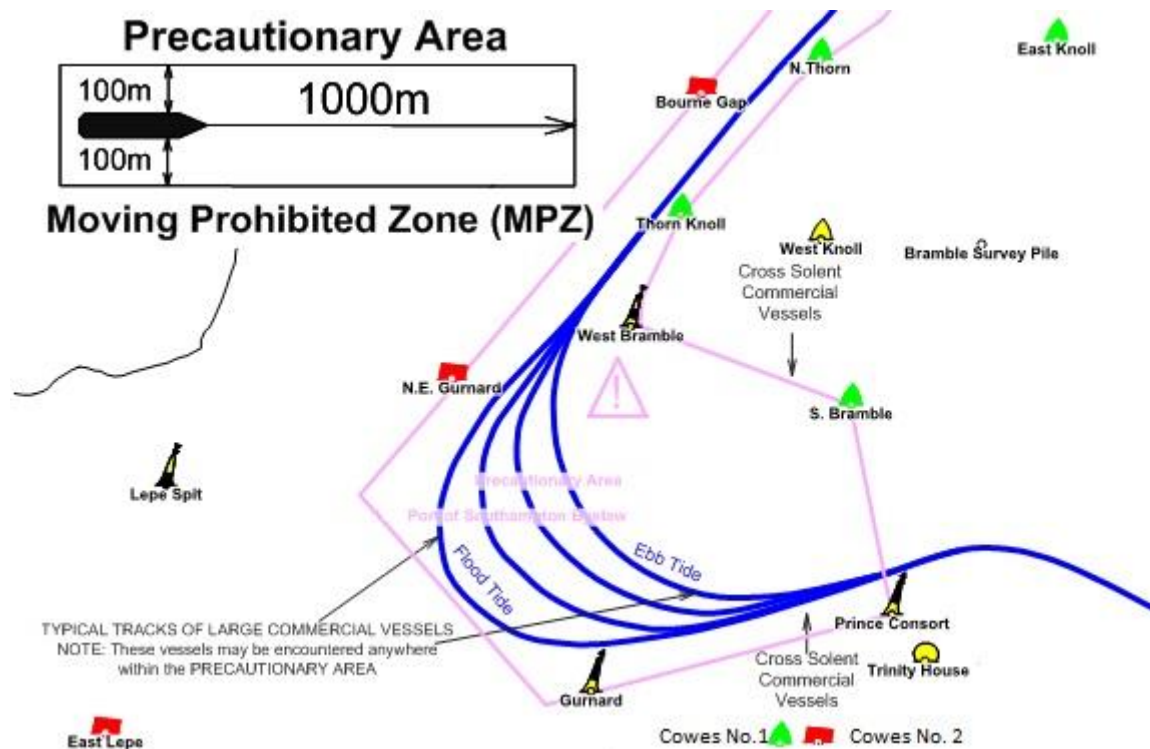 Precautionary Area
100m
1000m
100m
Moving Prohibited Zone (MPZ)
N.Thorn
East Knoll
Bourne Gap
Thorn Knoll
West Knoll
Bramble Survey Pile
Cross Solent
Commercial
Vessels
West Bramble
N.E. Gurnard
!
S. Bramble
Lepe Spit
Precautionary Area
Port of Southampton Byelaw
Ebb Tide
Flood Tide
TYPICAL TRACKS OF LARGE COMMERCIAL VESSELS
NOTE: These vessels may be encountered anywhere
within the PRECAUTIONARY AREA
Prince Consort
Cross Solent
Commercial
Vessels
Trinity House
Gurnard
East Lepe
Cowes No.1
Cowes No. 2